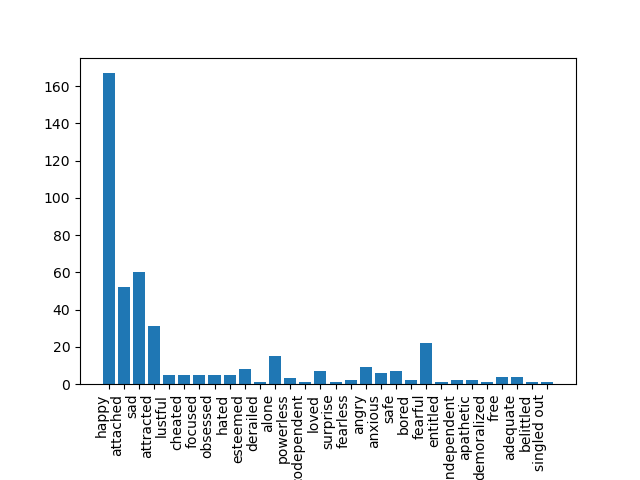 160
140
120
100
80
60
40
20
0
happy
attached
sad
attracted
lustful
cheated
focused
obsessed
hated
esteemed
derailed
alone
powerless
codependent
loved
surprise
fearless
angry
anxious
safe
bored
fearful
entitled
independent
apathetic
demoralized
free
adequate
belittled
singled out